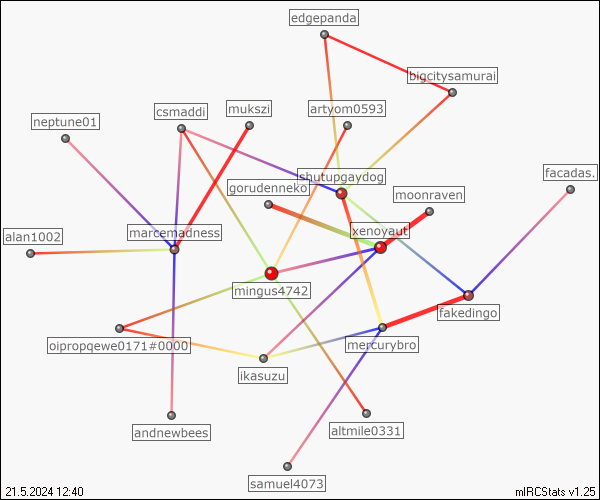 edgepanda
bigcitysamurai
csmaddi
mukszi
artyom0593
neptune01
shutupgaydog
facadas.
gorudenneko
moonraven
alan1002
marcemadness
xenoyaut
mingus4742
fakedingo
oipropqewe0171#0000
mercurybro
ikasuzu
andnewbees
altmile0331
samuel4073
21.5.2024 12:40
mIRCStats v1.25